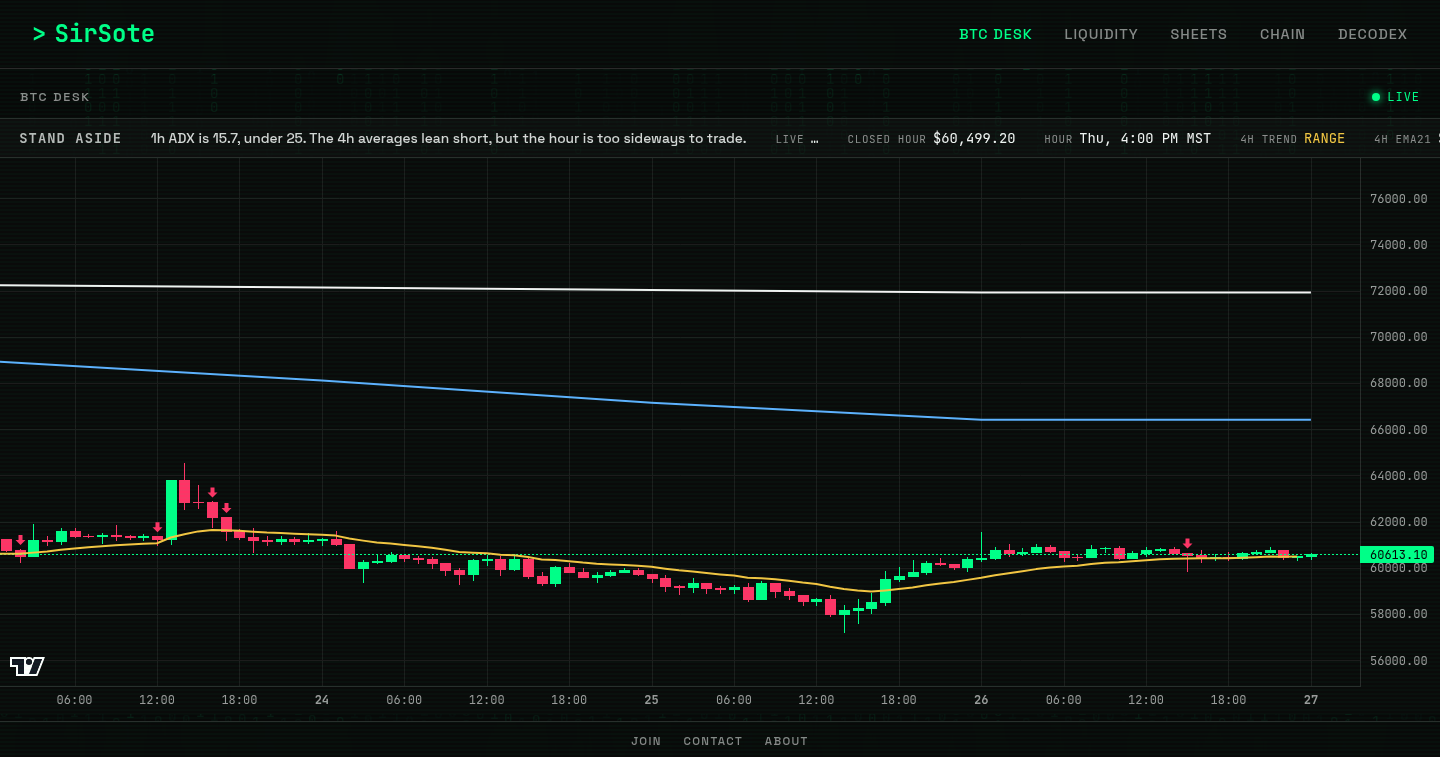 > SirSote
BTC DESK LIQUIDITY SHEETS CHAIN DECODEX
BTC DESK
LIVE
STAND ASIDE 1h ADX is 15.7, under 25. The 4h averages lean short, but the hour is too sideways to trade. LIVE … CLOSED HOUR $60,499.20 HOUR Thu, 4:00 PM MST 4H TREND RANGE 4H EMA21
76000.00
74000.00
72000.00
70000.00
68000.00
66000.00
64000.00
62000.00
60613.10
60000.00
58000.00
56000.00
06:00 12:00 18:00 24 06:00 12:00 18:00 25 06:00 12:00 18:00 26 06:00 12:00 18:00 27
JOIN CONTACT ABOUT